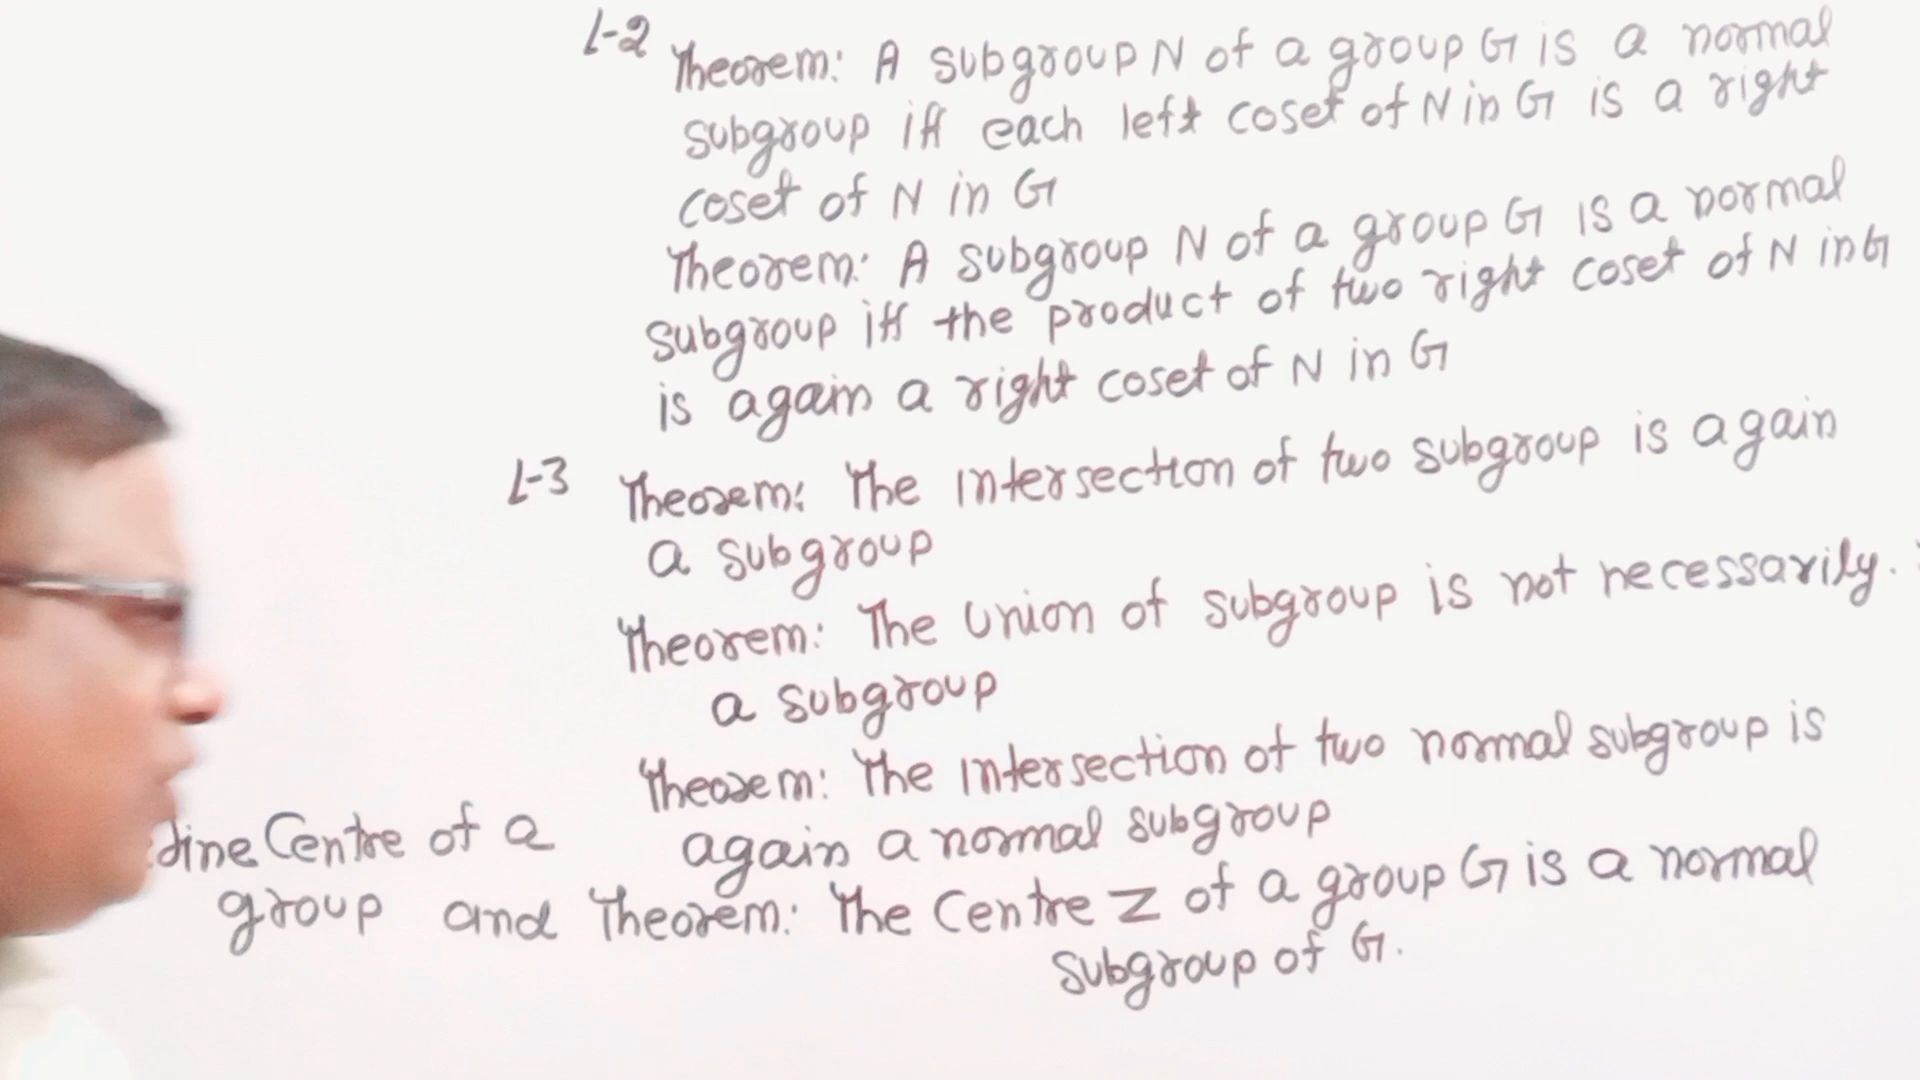 L-2 Theorem: A subgroup N of a group G is a normal
subgroup iff each left coset of N in G is a right
coset of N in G
Theorem: A subgroup N of a group G is a normal
subgroup iff the product of two right coset of N in G
is again a right coset of N in G
L-3 Theorem: The intersection of two subgroup is again
a subgroup
Theorem: The union of subgroup is not necessarily.
a subgroup
Theorem: The intersection of two normal subgroup is
again a normal subgroup
Centre of a
group and Theorem: The Centre Z of a group G is a normal
subgroup of G.